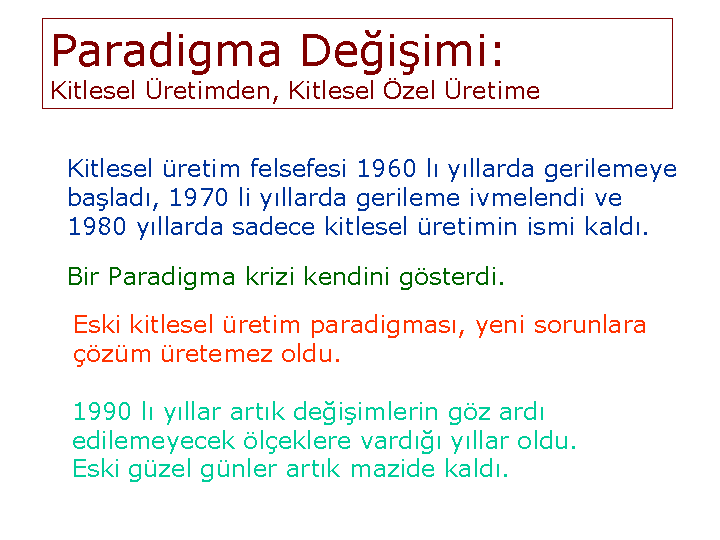 Paradigma Değişimi:
Kitlesel Üretimden, Kitlesel Özel Üretime
Kitlesel üretim felsefesi 1960 lı yıllarda gerilemeye
başladı, 1970 li yıllarda gerileme ivmelendi ve
1980 yıllarda sadece kitlesel üretimin ismi kaldı.
Bir Paradigma krizi kendini gösterdi.
Eski kitlesel üretim paradigması, yeni sorunlara
çözüm üretemez oldu.
1990 lı yıllar artık değişimlerin göz ardı
edilemeyecek ölçeklere vardığı yıllar oldu.
Eski güzel günler artık mazide kaldı.